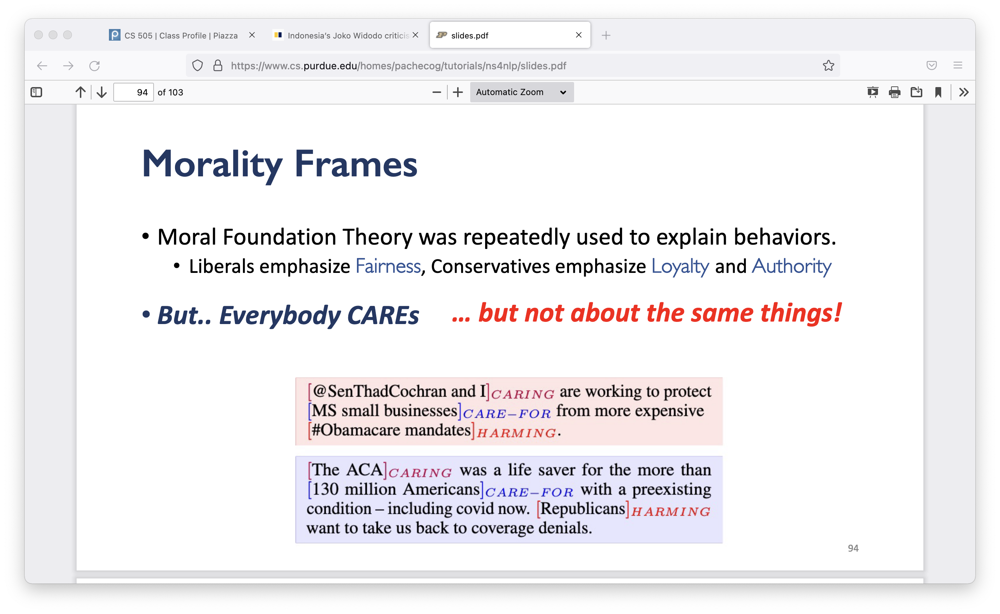 CS 505 | Class Profile | Piazza
Indonesia's Joko Widodo criticis
slides.pdf
https://www.cs.purdue.edu/homes/pachecog/tutorials/ns4nlp/slides.pdf
94 of 103
Automatic Zoom
Morality Frames
• Moral Foundation Theory was repeatedly used to explain behaviors.
• Liberals emphasize Fairness, Conservatives emphasize Loyalty and Authority
• But.. Everybody CAREs ... but not about the same things!
[@SenThadCochran and I]CARING are working to protect
[MS small businesses]CARE-FOR from more expensive
[#Obamacare mandates]HARMING.
[The ACA]CARING was a life saver for the more than
[130 million Americans]CARE-FOR with a preexisting
condition – including covid now. [Republicans]HARMING
want to take us back to coverage denials.
94